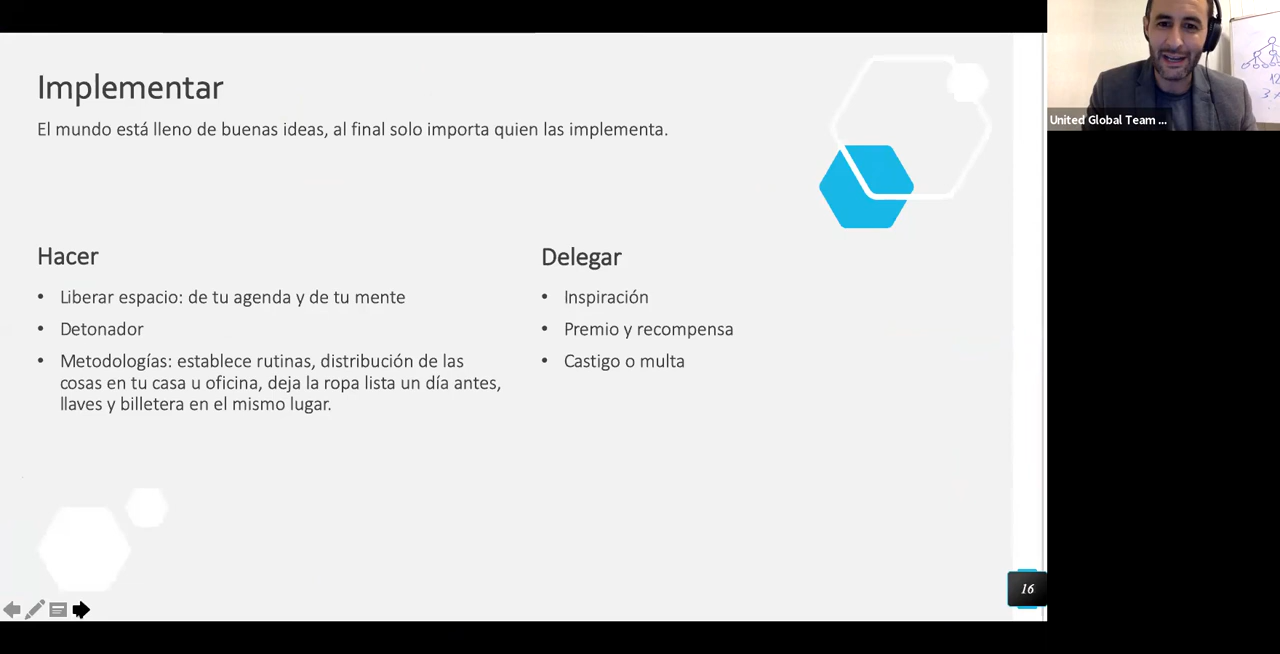 Implementar
El mundo está lleno de buenas ideas, al final solo importa quien las implementa.
Hacer
• Liberar espacio: de tu agenda y de tu mente
• Detonador
• Metodologías: establece rutinas, distribución de las
cosas en tu casa u oficina, deja la ropa lista un día antes,
llaves y billetera en el mismo lugar.
Delegar
• Inspiración
• Premio y recompensa
• Castigo o multa
16
United Global Team ...